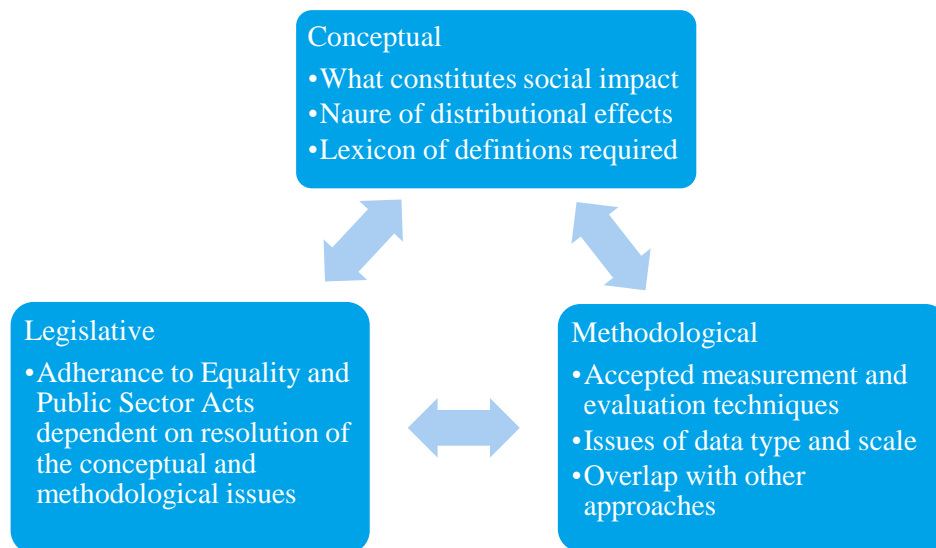 Conceptual
•What constitutes social impact
•Naure of distributional effects
•Lexicon of defintions required
Legislative
•Adherance to Equality and
Public Sector Acts
dependent on resolution of
the conceptual and
methodological issues
Methodological
•Accepted measurement and
evaluation techniques
•Issues of data type and scale
•Overlap with other
approaches